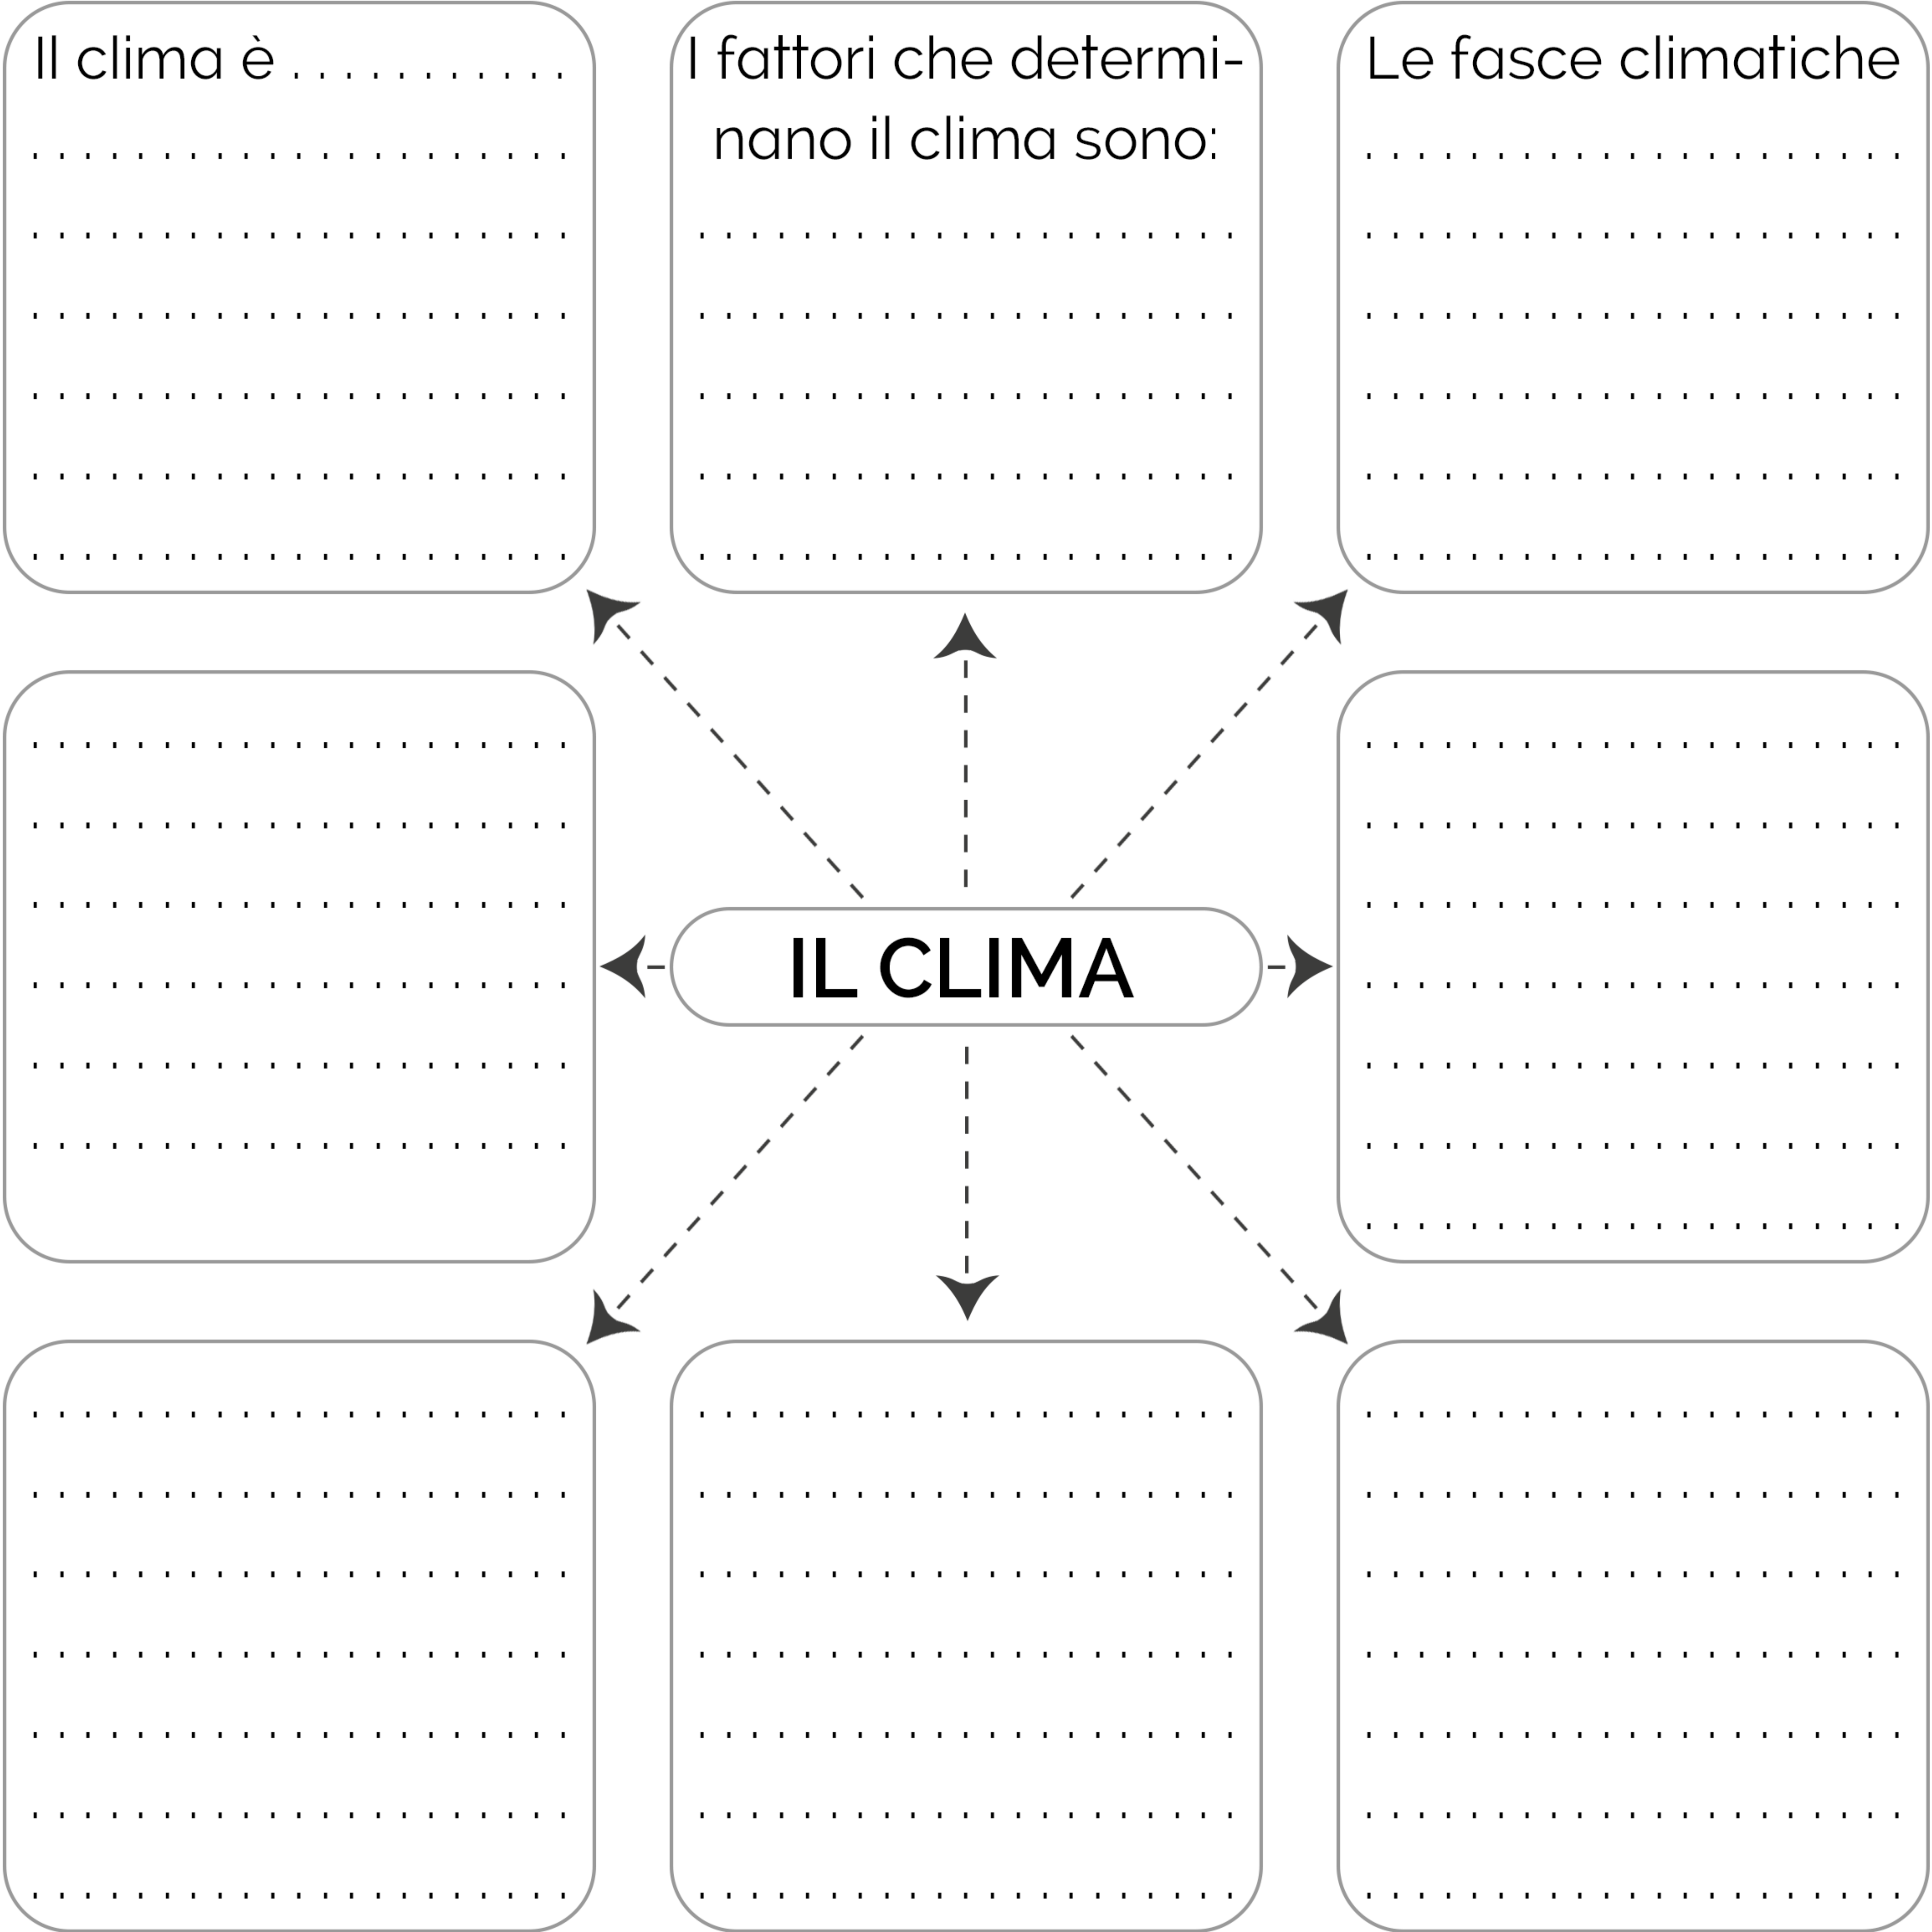 Il clima è . . . . . . . . . . .
I fattori che determi-
nano il clima sono:
Le fasce climatiche
IL CLIMA